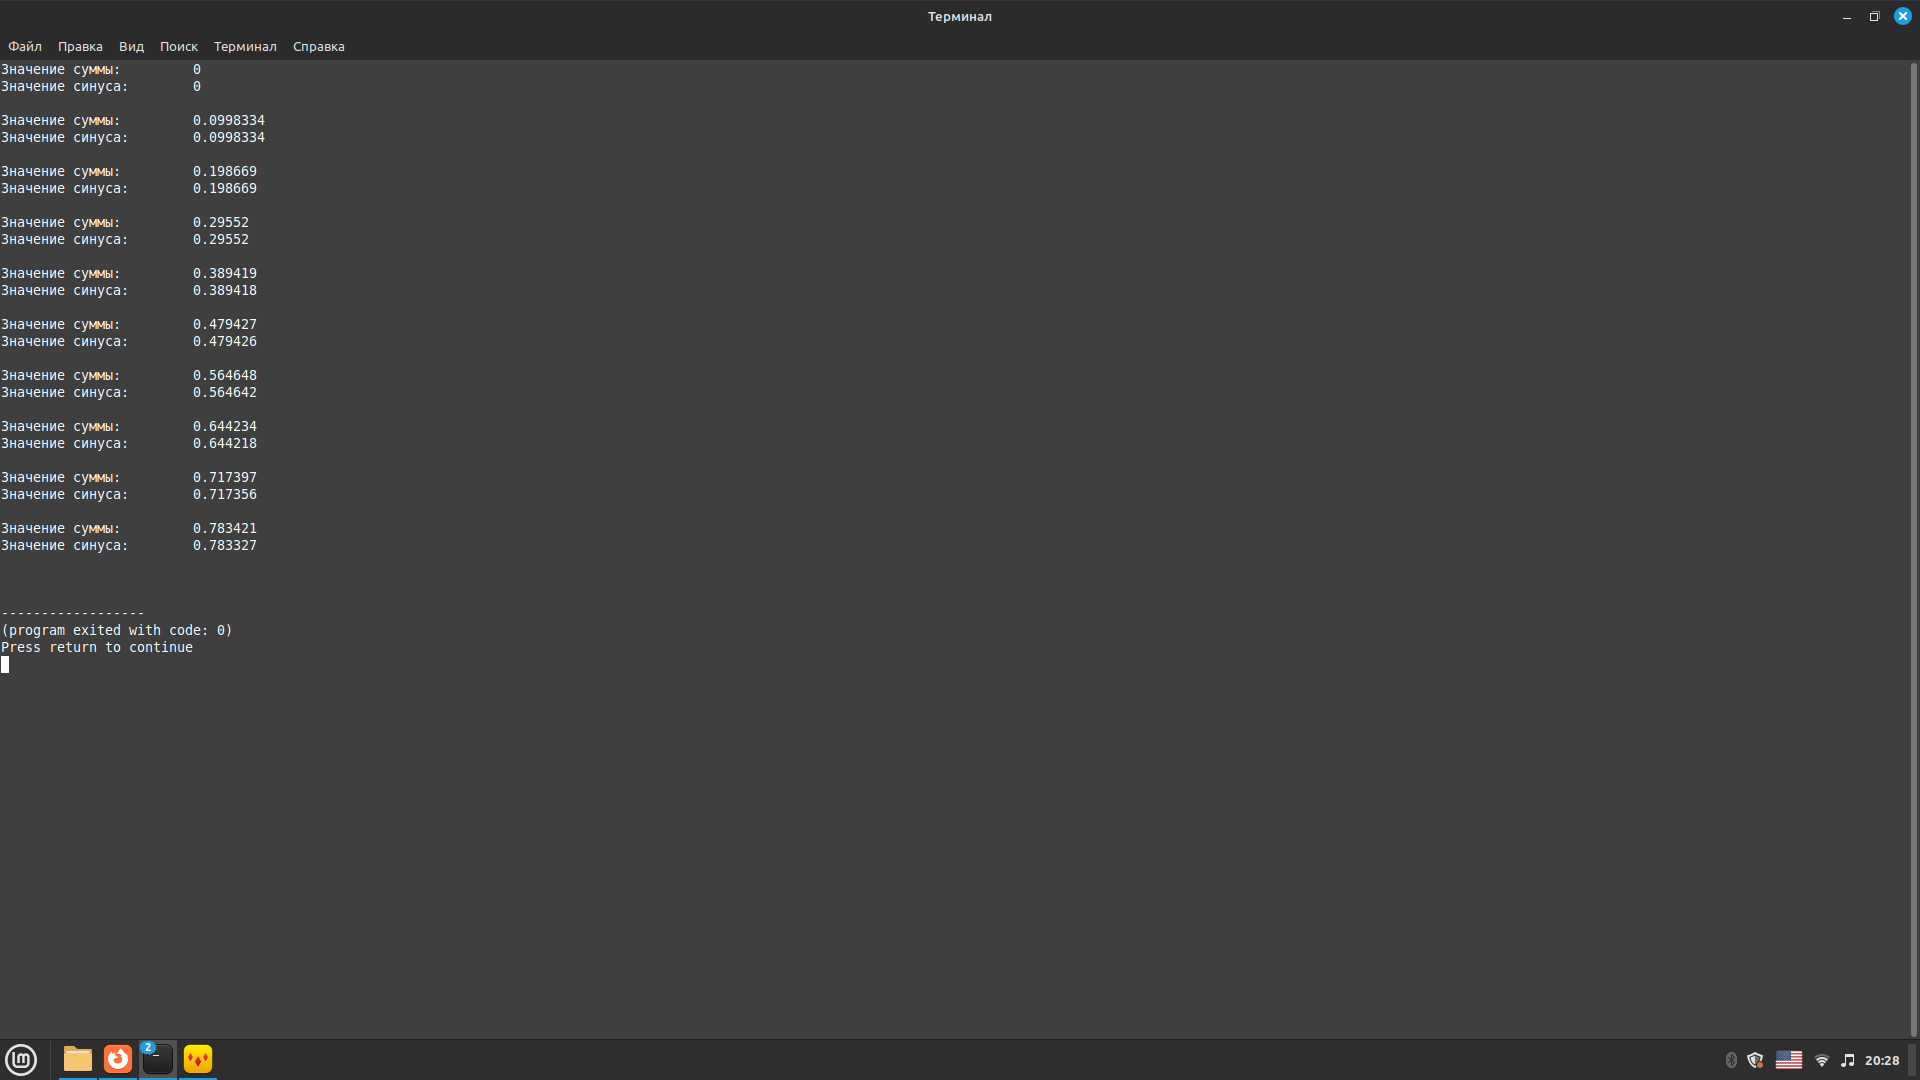 Терминал
Файл Правка Вид Поиск Терминал Справка
Значение суммы: 0
Значение синуса: 0
Значение суммы: 0.0998334
Значение синуса: 0.0998334
Значение суммы: 0.198669
Значение синуса: 0.198669
Значение суммы: 0.29552
Значение синуса: 0.29552
Значение суммы: 0.389419
Значение синуса: 0.389418
Значение суммы: 0.479427
Значение синуса: 0.479426
Значение суммы: 0.564648
Значение синуса: 0.564642
Значение суммы: 0.644234
Значение синуса: 0.644218
Значение суммы: 0.717397
Значение синуса: 0.717356
Значение суммы: 0.783421
Значение синуса: 0.783327
------------------
(program exited with code: 0)
Press return to continue
2
20:28